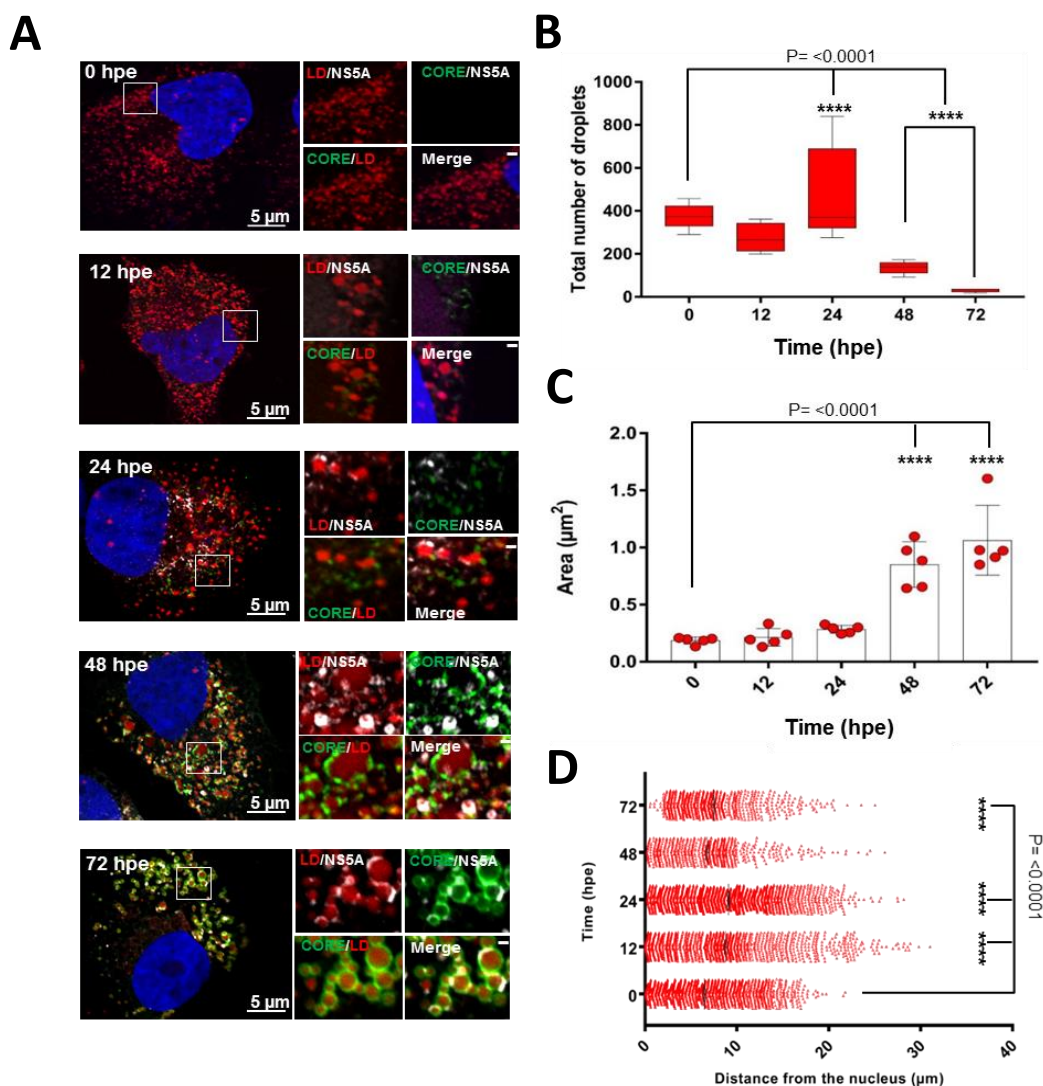 A
0 hpe
LD/NS5A
CORE/NS5A
CORE/LD
Merge
5 µm
12 hpe
LD/NS5A
CORE/NS5A
CORE/LD
Merge
5 µm
24 hpe
LD/NS5A
CORE/NS5A
CORE/LD
Merge
5 µm
48 hpe
LD/NS5A
CORE/NS5A
CORE/LD
Merge
5 µm
72 hpe
LD/NS5A
CORE/NS5A
CORE/LD
Merge
5 µm
B
P= <0.0001
****
****
Total number of droplets
1000
800
600
400
200
0
0 12 24 48 72
Time (hpe)
C
P= <0.0001
**** ****
Area (µm²)
2.0
1.5
1.0
0.5
0.0
0 12 24 48 72
Time (hpe)
D
Time (hpe)
72
48
24
12
0
****
****
****
P= <0.0001
0 10 20 30 40
Distance from the nucleus (µm)